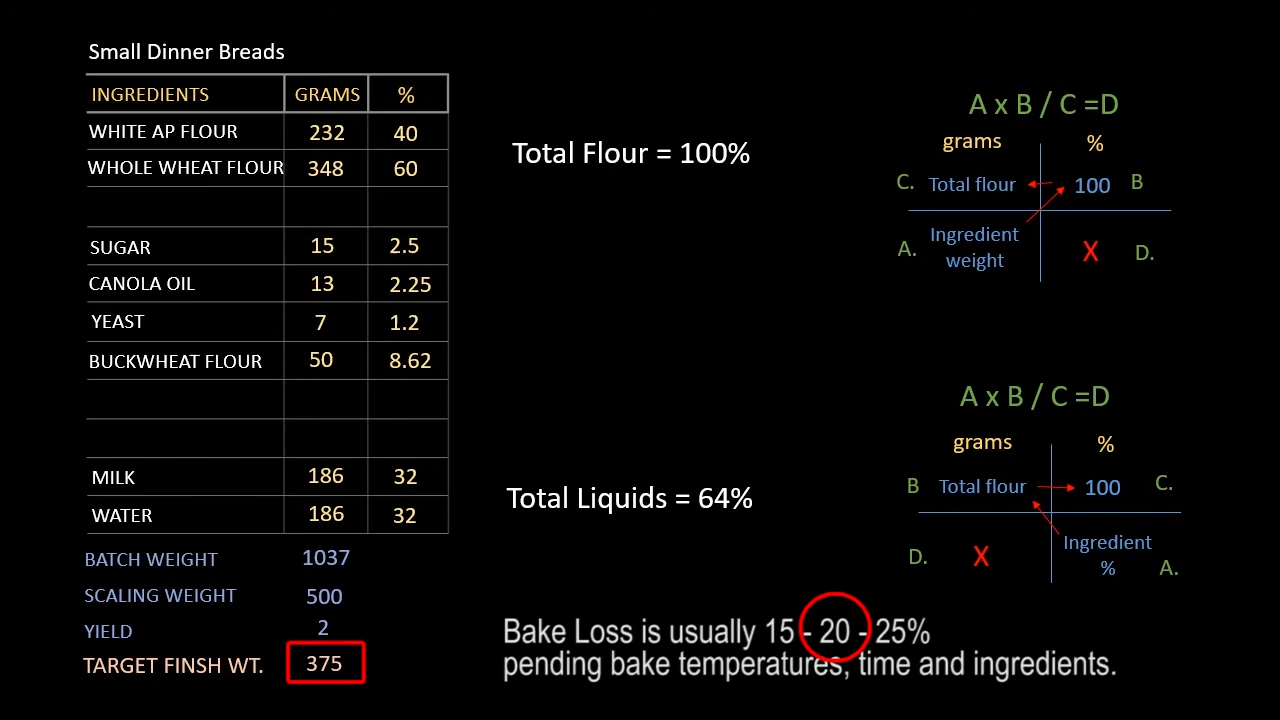 Small Dinner Breads
INGREDIENTS GRAMS %
WHITE AP FLOUR 232 40
WHOLE WHEAT FLOUR 348 60
SUGAR 15 2.5
CANOLA OIL 13 2.25
YEAST 7 1.2
BUCKWHEAT FLOUR 50 8.62
MILK 186 32
WATER 186 32
BATCH WEIGHT 1037
SCALING WEIGHT 500
YIELD 2
TARGET FINSH WT. 375
Total Flour = 100%
Total Liquids = 64%
A x B / C =D
grams %
C. Total flour 100 B
A. Ingredient weight X D.
A x B / C =D
grams %
B Total flour 100 C.
D. X Ingredient % A.
Bake Loss is usually 15 - 20 - 25%
pending bake temperatures, time and ingredients.